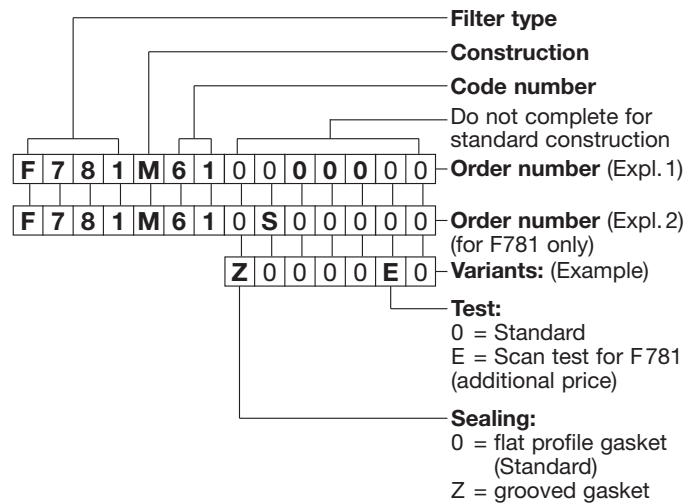 Filter type
Construction
Code number
Do not complete for
standard construction
F 7 8 1 M 6 1 0 0 0 0 0 0 Order number (Expl. 1)
F 7 8 1 M 6 1 0 S 0 0 0 0 0 Order number (Expl. 2)
(for F781 only)
Z 0 0 0 0 E 0 Variants: (Example)
Test:
0 = Standard
E = Scan test for F781
(additional price)
Sealing:
0 = flat profile gasket
(Standard)
Z = grooved gasket